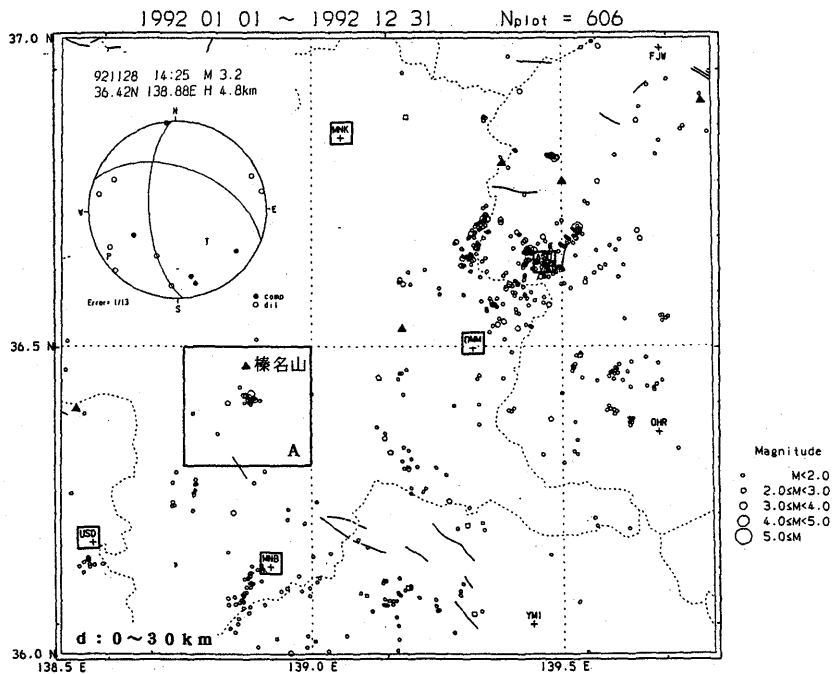 1992 01 01 ～ 1992 12 31 Nplot = 606
37.0
921128 14:25 M 3.2
36.42N 138.88E H 4.8km
N
W
E
S
P
T
Error= 1/13
comp
dil
MNK
FJW
36.5
DMM
榛名山
A
OHR
USD
MNB
YMI
d : 0～30 km
36.0
138.5
139.0
139.5
E
Magnitude
M<2.0
2.0≤M<3.0
3.0≤M<4.0
4.0≤M<5.0
5.0≤M